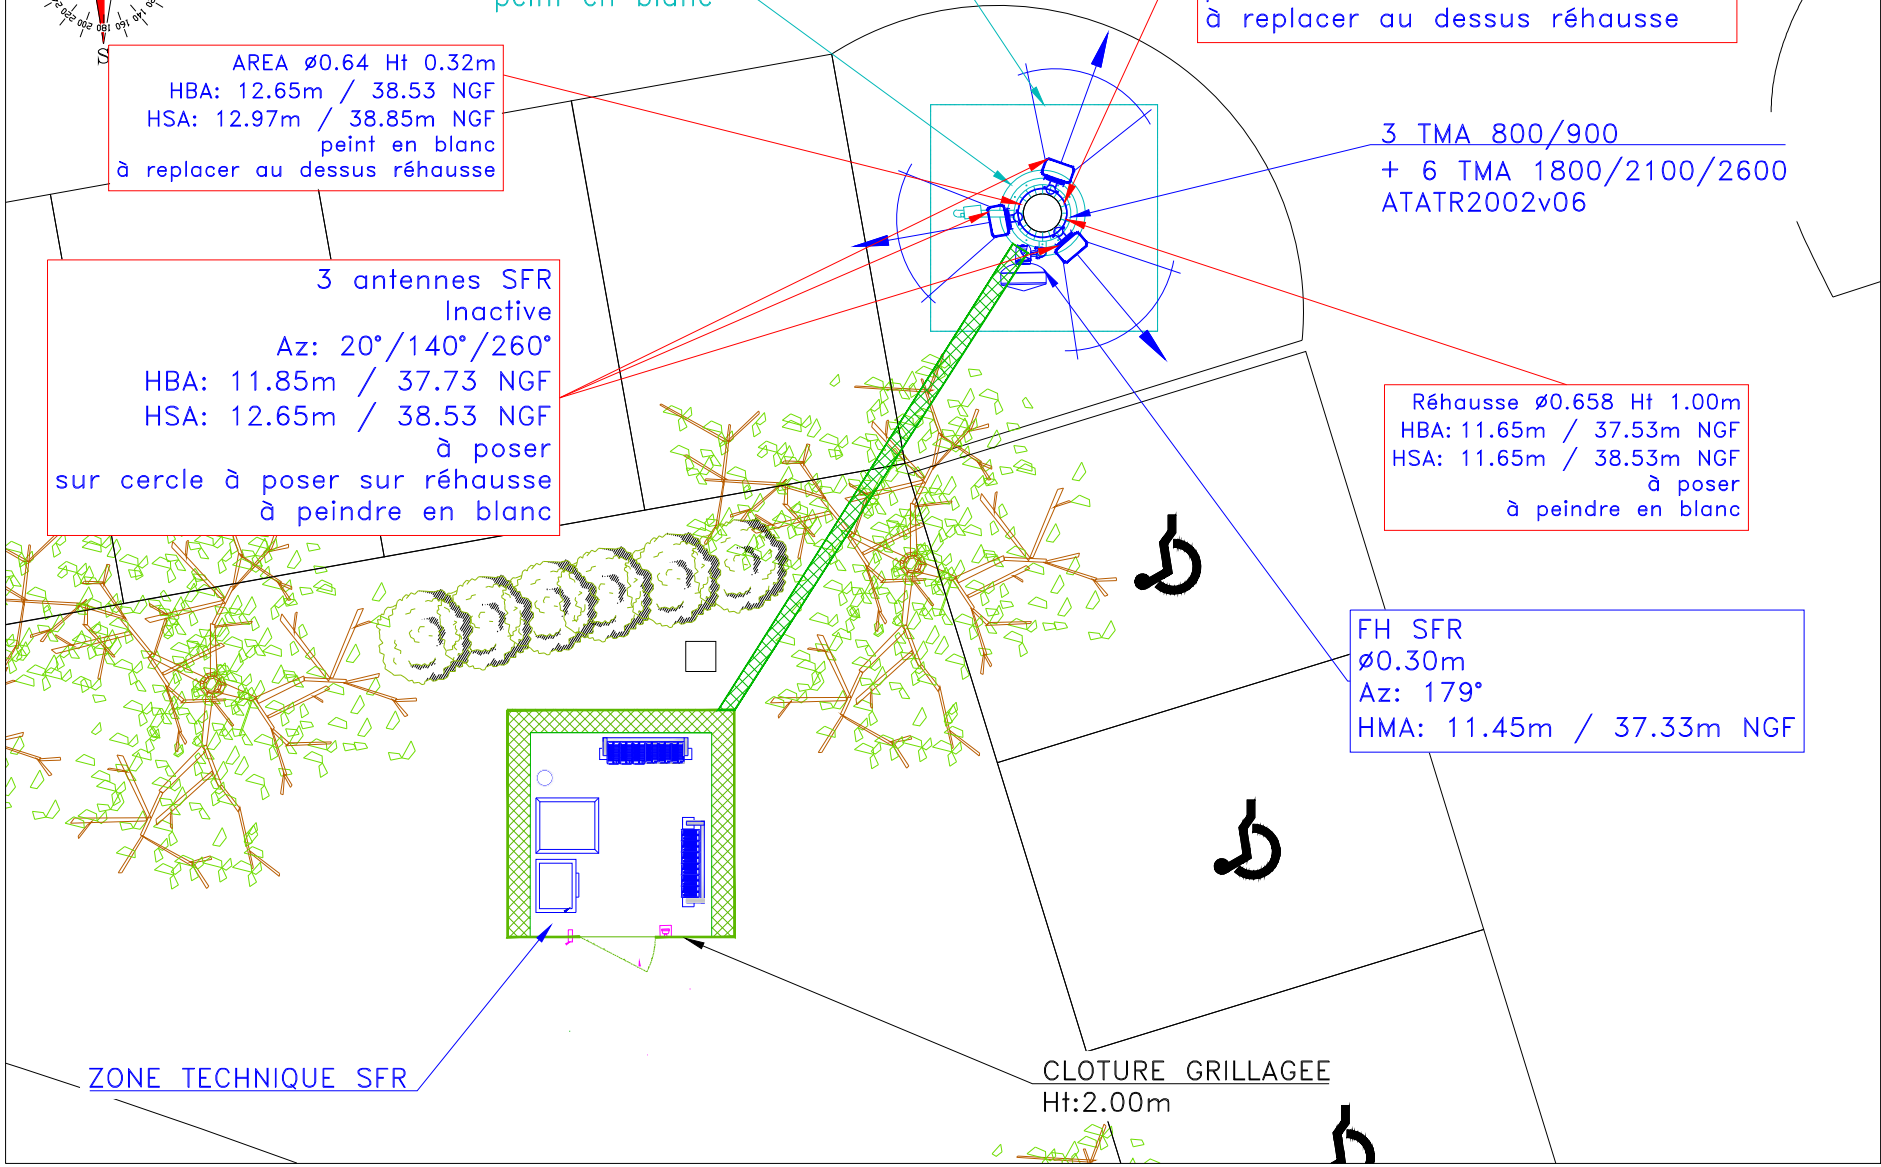 peint en blanc
à replacer au dessus réhausse
220
200
180
160
140
S
AREA ø0.64 Ht 0.32m
HBA: 12.65m / 38.53 NGF
HSA: 12.97m / 38.85m NGF
peint en blanc
à replacer au dessus réhausse
3 TMA 800/900
+ 6 TMA 1800/2100/2600
ATATR2002v06
3 antennes SFR
Inactive
Az: 20°/140°/260°
HBA: 11.85m / 37.73 NGF
HSA: 12.65m / 38.53 NGF
à poser
sur cercle à poser sur réhausse
à peindre en blanc
Réhausse ø0.658 Ht 1.00m
HBA: 11.65m / 37.53m NGF
HSA: 11.65m / 38.53m NGF
à poser
à peindre en blanc
FH SFR
ø0.30m
Az: 179°
HMA: 11.45m / 37.33m NGF
ZONE TECHNIQUE SFR
CLOTURE GRILLAGEE
Ht:2.00m